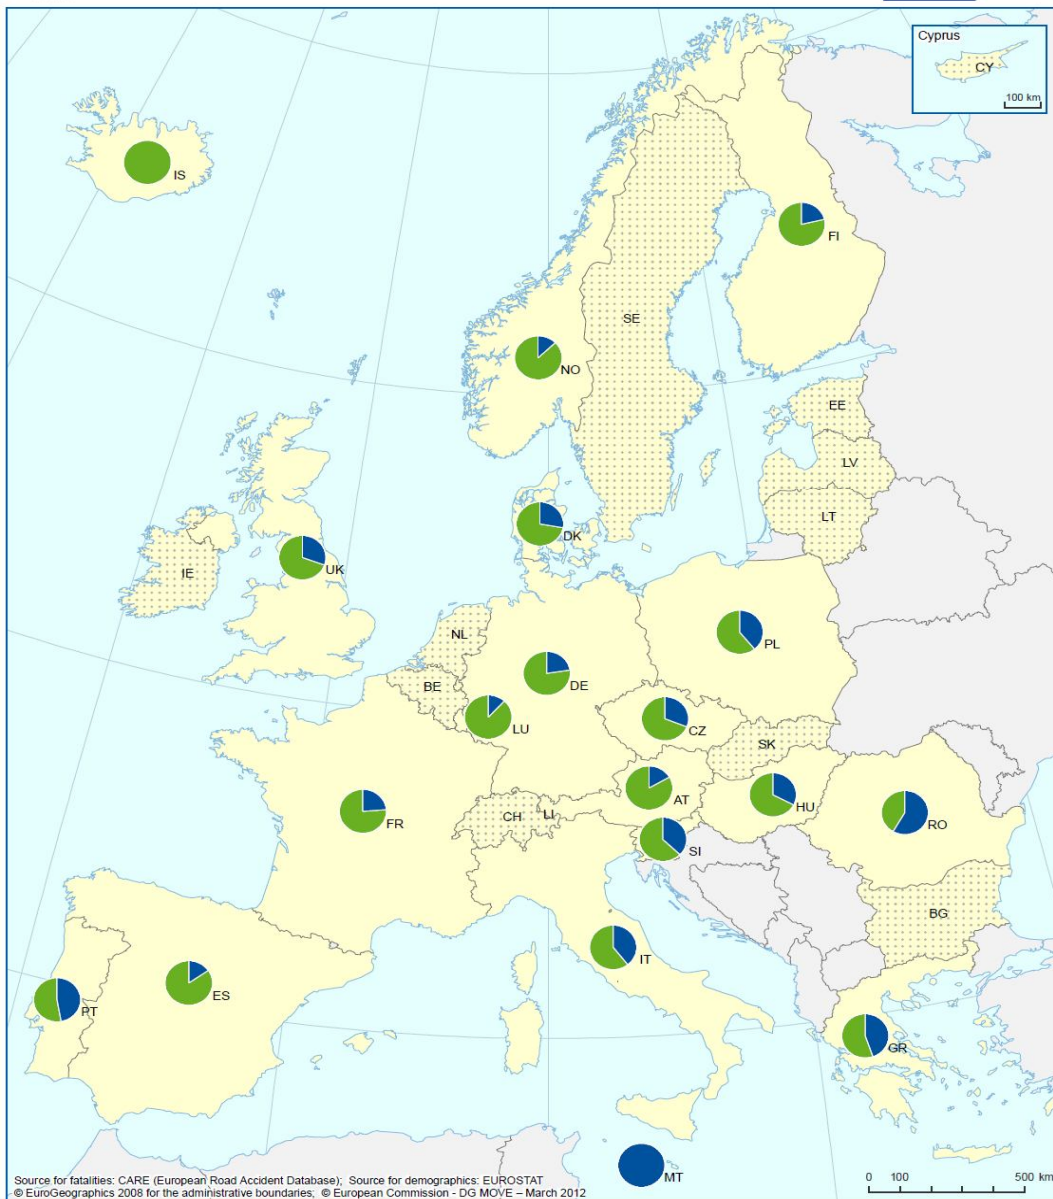 Cyprus
CY
100 km
IS
FI
SE
NO
EE
LV
LT
DK
UK
IE
NL
PL
BE
DE
LU
CZ
SK
AT
HU
FR
CH
LI
RO
SI
BG
IT
ES
PT
GR
MT
Source for fatalities: CARE (European Road Accident Database); Source for demographics: EUROSTAT
© EuroGeographics 2008 for the administrative boundaries; © European Commission - DG MOVE – March 2012
0 100 500 km